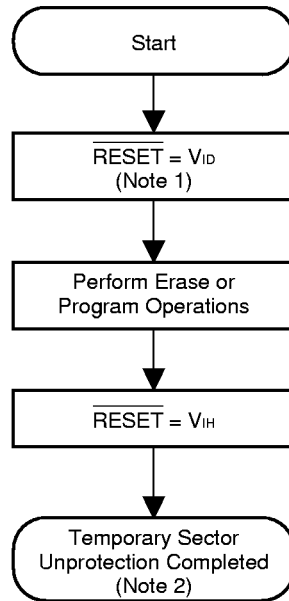 Start
RESET = VID
(Note 1)
Perform Erase or
Program Operations
RESET = VIH
Temporary Sector
Unprotection Completed
(Note 2)